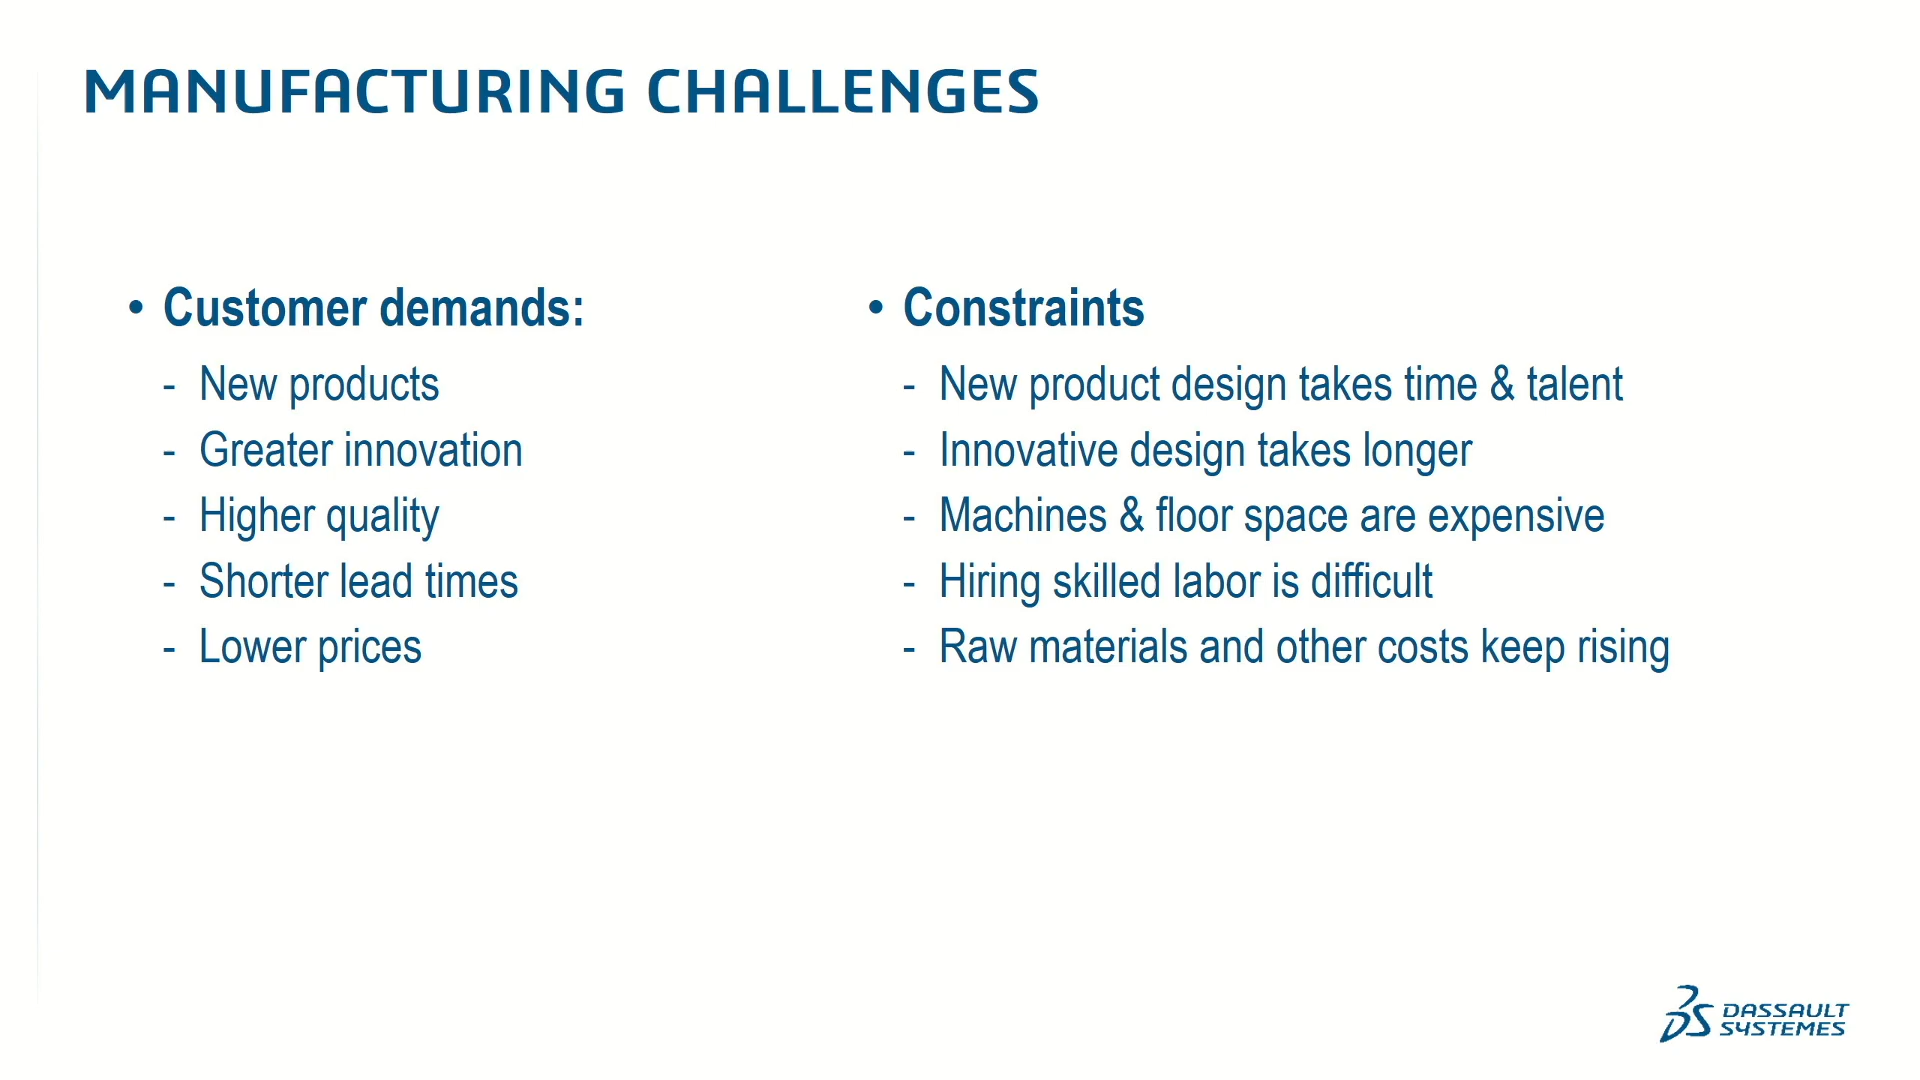 MANUFACTURING CHALLENGES
• Customer demands:
- New products
- Greater innovation
- Higher quality
- Shorter lead times
- Lower prices
• Constraints
- New product design takes time & talent
- Innovative design takes longer
- Machines & floor space are expensive
- Hiring skilled labor is difficult
- Raw materials and other costs keep rising
3DS DASSAULT
SYSTEMES